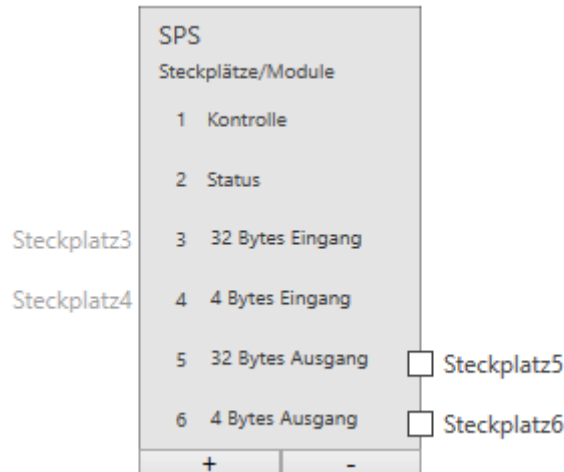 SPS
Steckplätze/Module
1 Kontrolle
2 Status
Steckplatz3 3 32 Bytes Eingang
Steckplatz4 4 4 Bytes Eingang
5 32 Bytes Ausgang Steckplatz5
6 4 Bytes Ausgang Steckplatz6
+ -